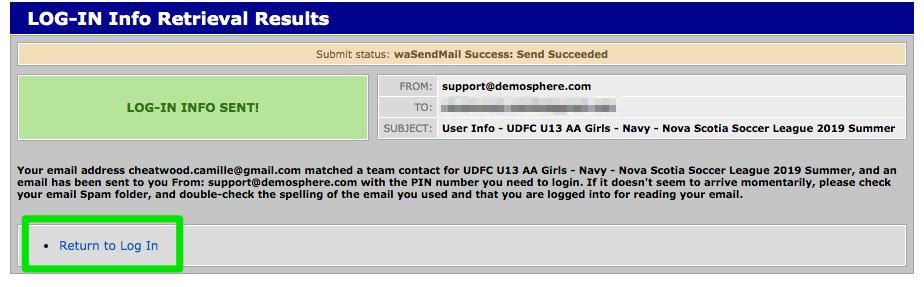 LOG-IN Info Retrieval Results
Submit status: waSendMail Success: Send Succeeded
LOG-IN INFO SENT!
FROM: support@demosphere.com
TO:
SUBJECT: User Info - UDFC U13 AA Girls - Navy - Nova Scotia Soccer League 2019 Summer
Your email address cheatwood.camille@gmail.com matched a team contact for UDFC U13 AA Girls - Navy - Nova Scotia Soccer League 2019 Summer, and an
email has been sent to you From: support@demosphere.com with the PIN number you need to login. If it doesn't seem to arrive momentarily, please check
your email Spam folder, and double-check the spelling of the email you used and that you are logged into for reading your email.
• Return to Log In